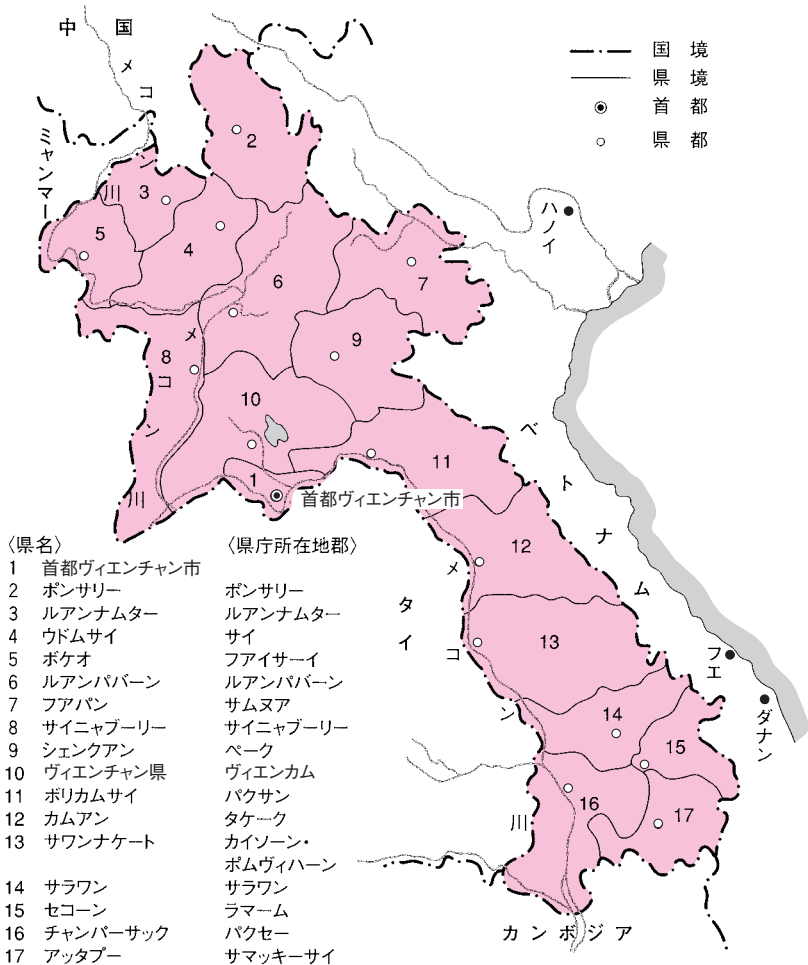 中国
メコン川
ミャンマー
国境
県境
首都
県都
ハノイ
2
3
5
4
6
7
8
9
10
メコン川
11
1
首都ヴィエンチャン市
ベトナム
12
メコン川
タイ
13
フエ
ダナン
14
15
16
17
カンボジア
〈県名〉 〈県庁所在地郡〉
1 首都ヴィエンチャン市
2 ポンサリー ポンサリー
3 ルアンナムター ルアンナムター
4 ウドムサイ サイ
5 ボケオ フアイサーイ
6 ルアンパバーン ルアンパバーン
7 フアパン サムヌア
8 サイニャブーリー サイニャブーリー
9 シェンクアン ペーク
10 ヴィエンチャン県 ヴィエンカム
11 ボリカムサイ パクサン
12 カムアン タケーク
13 サワンナケート カイソーン・
ポムヴィハーン
14 サラワン サラワン
15 セコーン ラマーム
16 チャンパーサック パクセー
17 アッタプー サマッキーサイ